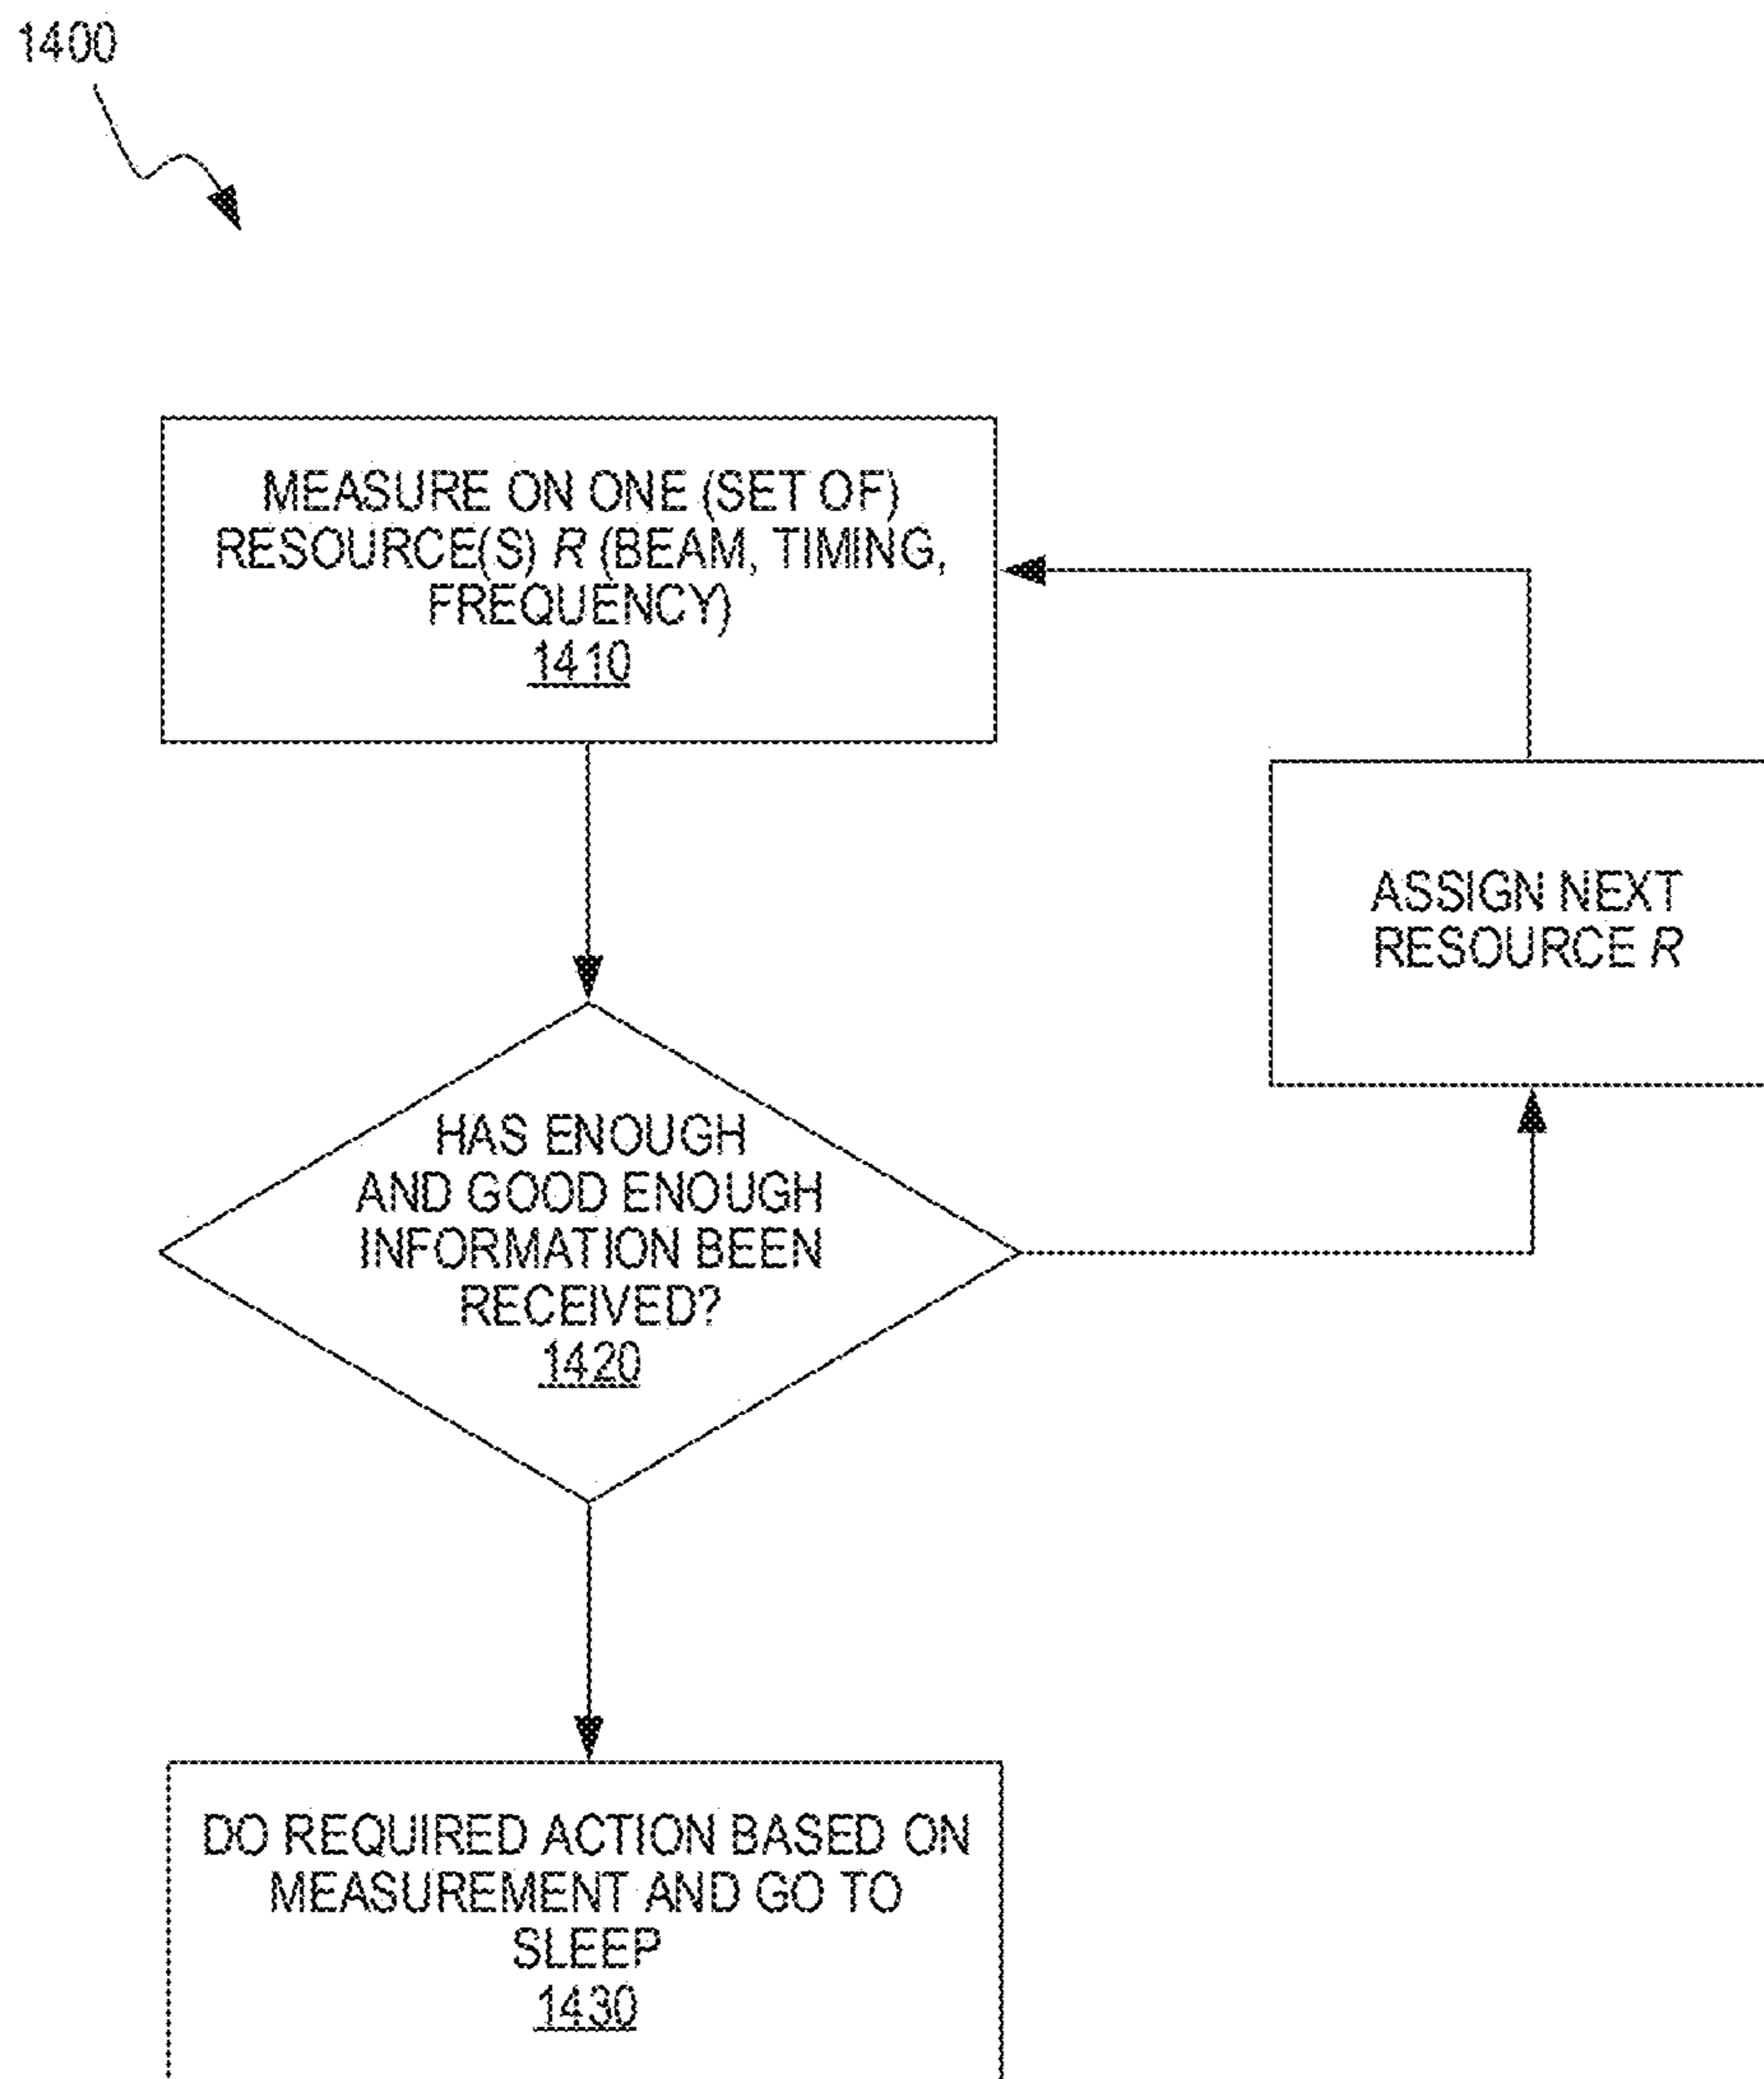 1400
MEASURE ON ONE (SET OF)
RESOURCE(S) R (BEAM, TIMING,
FREQUENCY)
1410
ASSIGN NEXT
RESOURCE R
HAS ENOUGH
AND GOOD ENOUGH
INFORMATION BEEN
RECEIVED?
1420
DO REQUIRED ACTION BASED ON
MEASUREMENT AND GO TO
SLEEP
1430